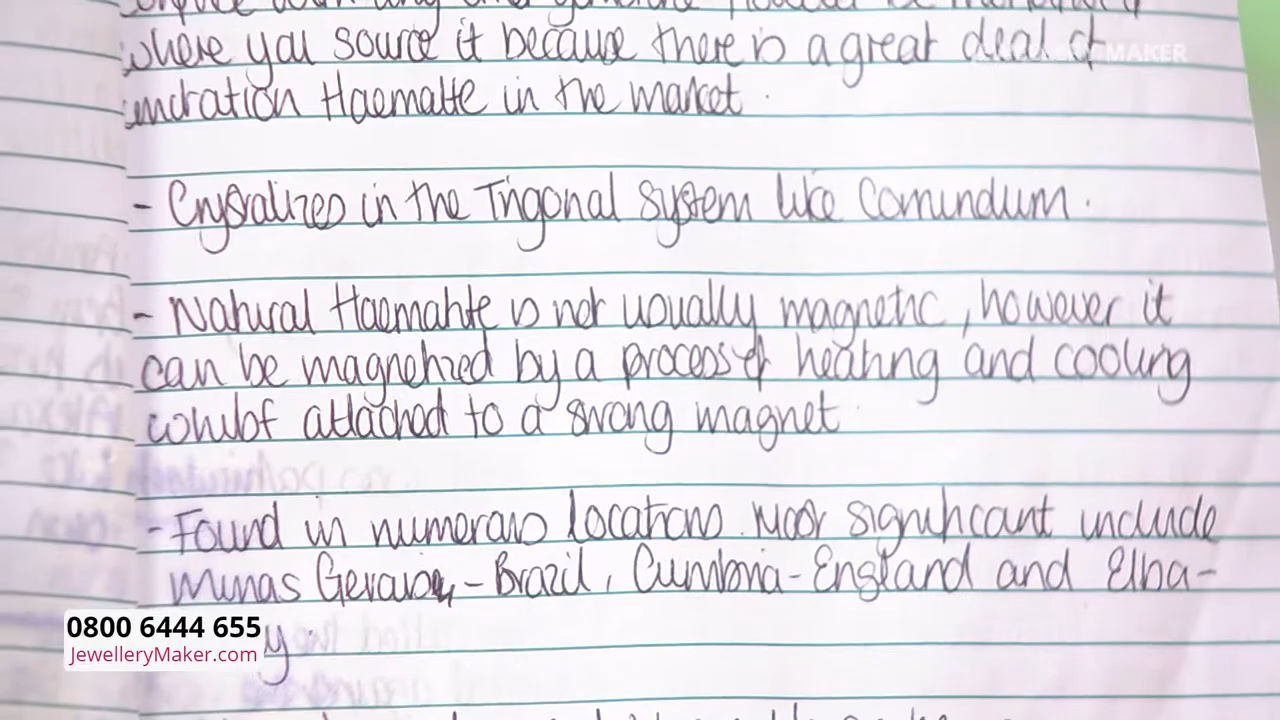 where you source it because there is a great deal of
imitation Haematite in the market.
- Crystalizes in the Trigonal system like Corrundum.
- Natural Haematite is not usually magnetic, however it
can be magnetized by a process of heating and cooling
whilst attached to a strong magnet
- Found in numerous locations. Most significant include
Minas Gerais, - Brazil, Cumbria - England and Elba -
0800 6444 655
JewelleryMaker.com